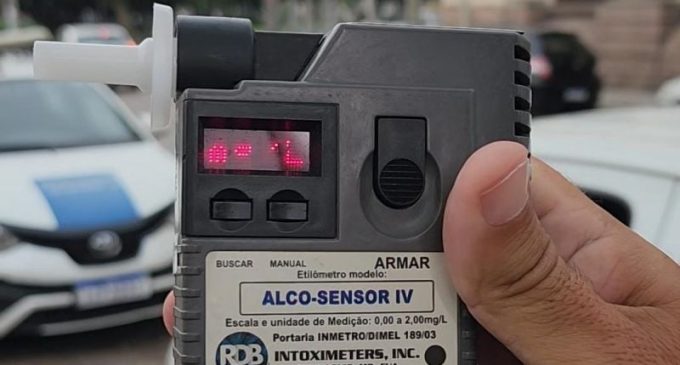 BUSCAR MANUAL ARMAR
Etilômetro modelo:
ALCO-SENSOR IV
Escala e unidade de Medição: 0,00 a 2,00mg/L
Portaria INMETRO/DIMEL 189/03
RDB INTOXIMETERS, INC.